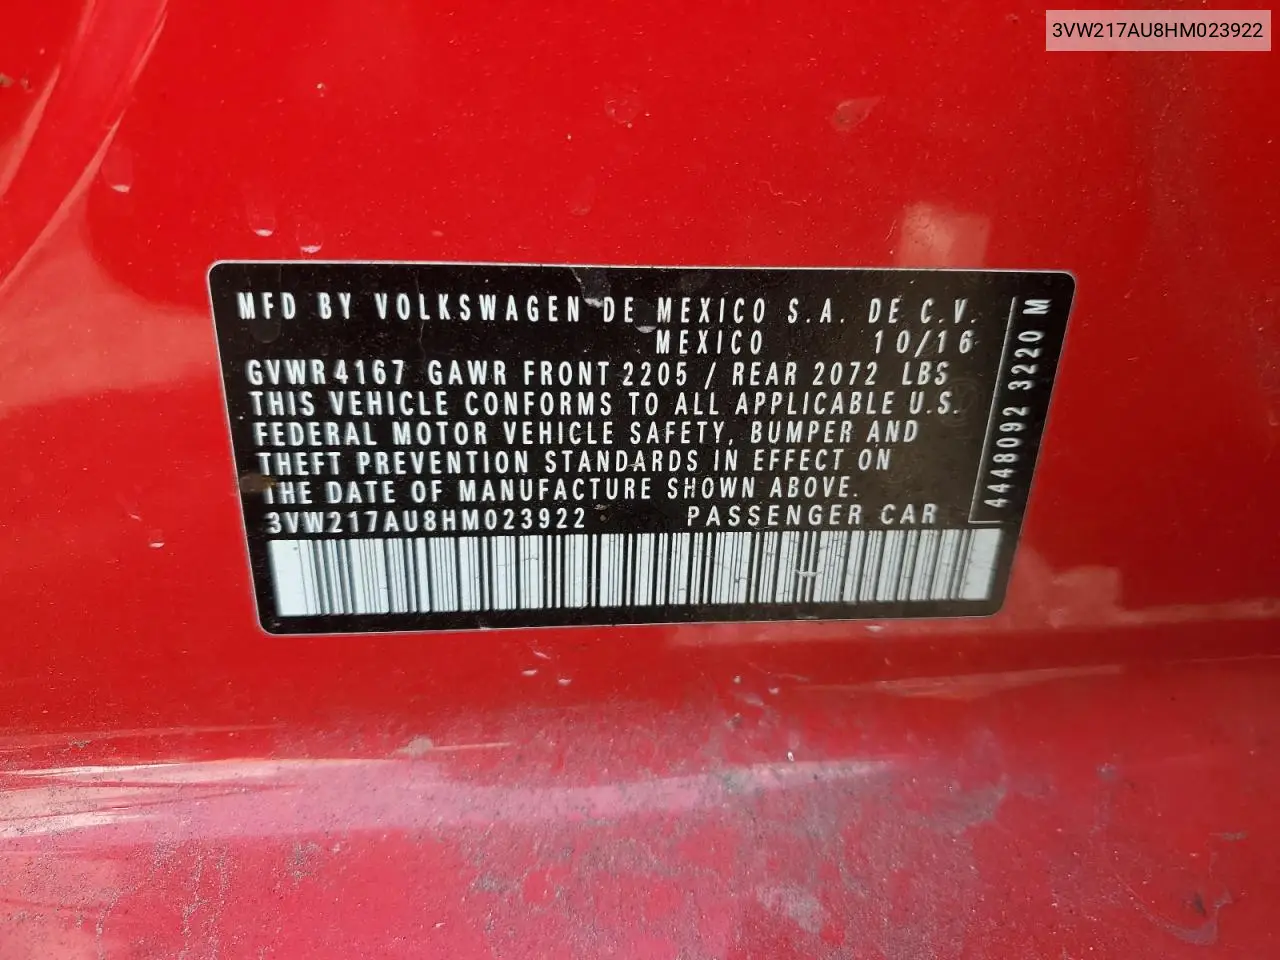 3VW217AU8HM023922
MFD BY VOLKSWAGEN DE MEXICO S.A. DE C.V.
MEXICO 10/16
GVWR 4167 GAWR FRONT 2205 / REAR 2072 LBS
THIS VEHICLE CONFORMS TO ALL APPLICABLE U.S.
FEDERAL MOTOR VEHICLE SAFETY, BUMPER AND
THEFT PREVENTION STANDARDS IN EFFECT ON
THE DATE OF MANUFACTURE SHOWN ABOVE.
3VW217AU8HM023922 PASSENGER CAR
4448092 3220 M